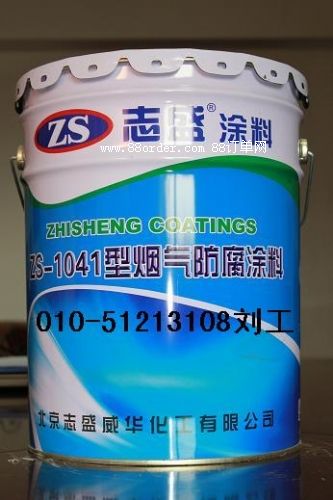 ZS 志盛® 涂料
www.88order.com 88订单网
ZHISHENG COATINGS
ZS-1041型烟气防腐涂料
010-51213108刘工
北京志盛威华化工有限公司